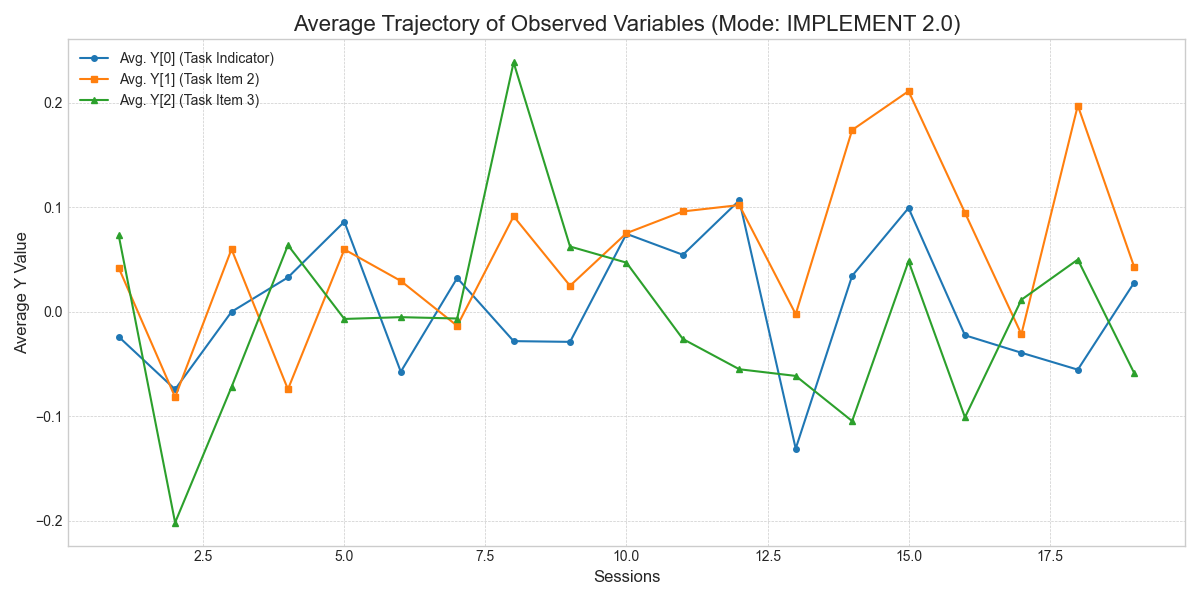 Average Trajectory of Observed Variables (Mode: IMPLEMENT 2.0)
Avg. Y[0] (Task Indicator)
Avg. Y[1] (Task Item 2)
Avg. Y[2] (Task Item 3)
Average Y Value
0.2
0.1
0.0
−0.1
−0.2
2.5 5.0 7.5 10.0 12.5 15.0 17.5
Sessions